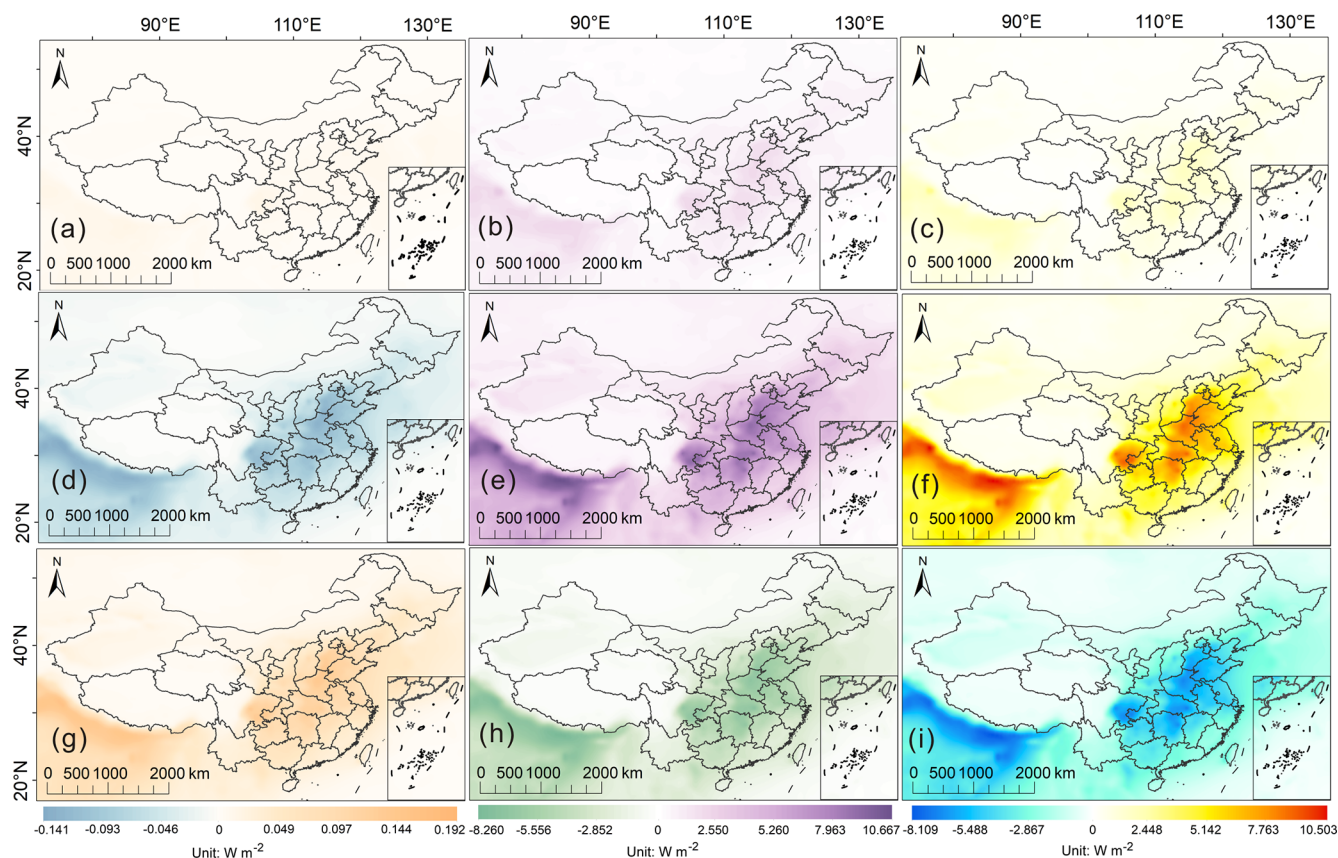 90°E 110°E 130°E 90°E 110°E 130°E 90°E 110°E 130°E
N N N
40°N
(a) (b) (c)
20°N
0 500 1000 2000 km 0 500 1000 2000 km 0 500 1000 2000 km
N N N
40°N
(d) (e) (f)
20°N
0 500 1000 2000 km 0 500 1000 2000 km 0 500 1000 2000 km
N N N
40°N
(g) (h) (i)
20°N
0 500 1000 2000 km 0 500 1000 2000 km 0 500 1000 2000 km
-0.141 -0.093 -0.046 0 0.049 0.097 0.144 0.192 -8.260 -5.556 -2.852 0 2.550 5.260 7.963 10.667 -8.109 -5.488 -2.867 0 2.448 5.142 7.763 10.503
Unit: W m⁻² Unit: W m⁻² Unit: W m⁻²